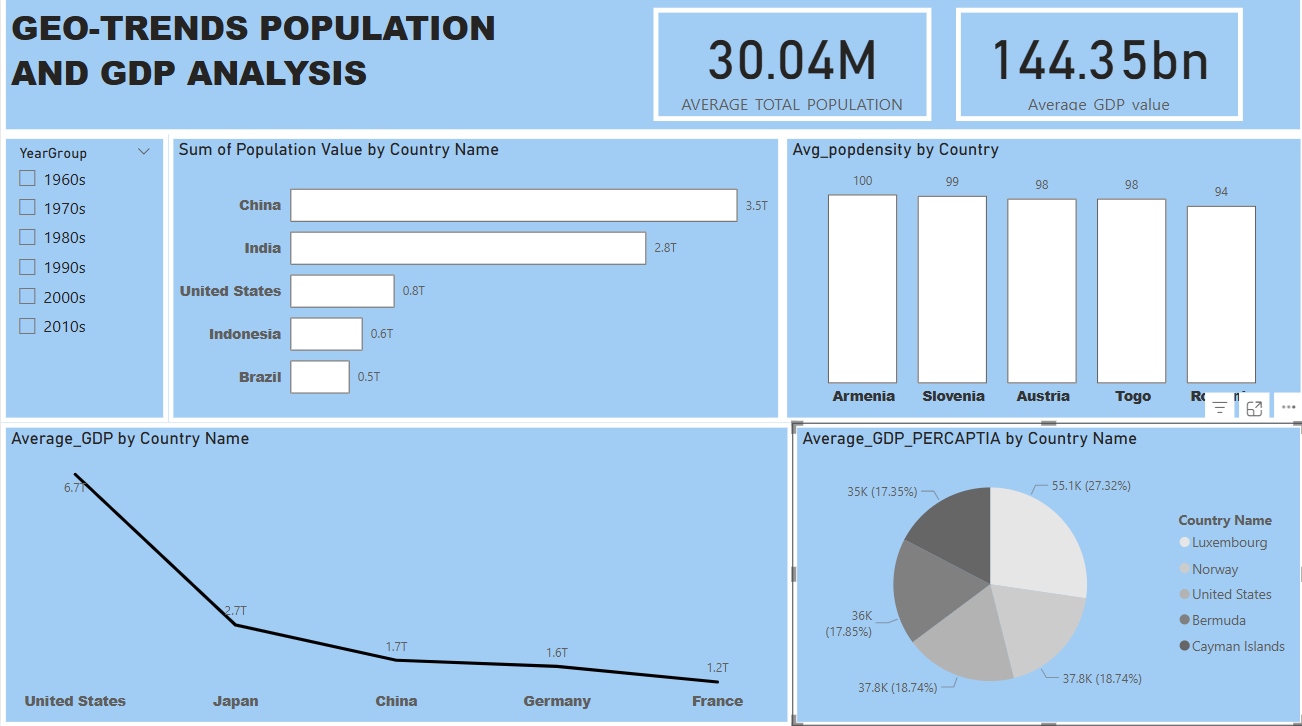 GEO-TRENDS POPULATION
AND GDP ANALYSIS
30.04M
AVERAGE TOTAL POPULATION
144.35bn
Average GDP value
YearGroup
1960s
1970s
1980s
1990s
2000s
2010s
Sum of Population Value by Country Name
China
3.5T
India
2.8T
United States
0.8T
Indonesia
0.6T
Brazil
0.5T
Avg_popdensity by Country
100
99
98
98
94
Armenia
Slovenia
Austria
Togo
Average_GDP by Country Name
6.7T
2.7T
1.7T
1.6T
1.2T
United States
Japan
China
Germany
France
Average_GDP_PERCAPTIA by Country Name
35K (17.35%)
55.1K (27.32%)
36K
(17.85%)
37.8K (18.74%)
37.8K (18.74%)
Country Name
Luxembourg
Norway
United States
Bermuda
Cayman Islands